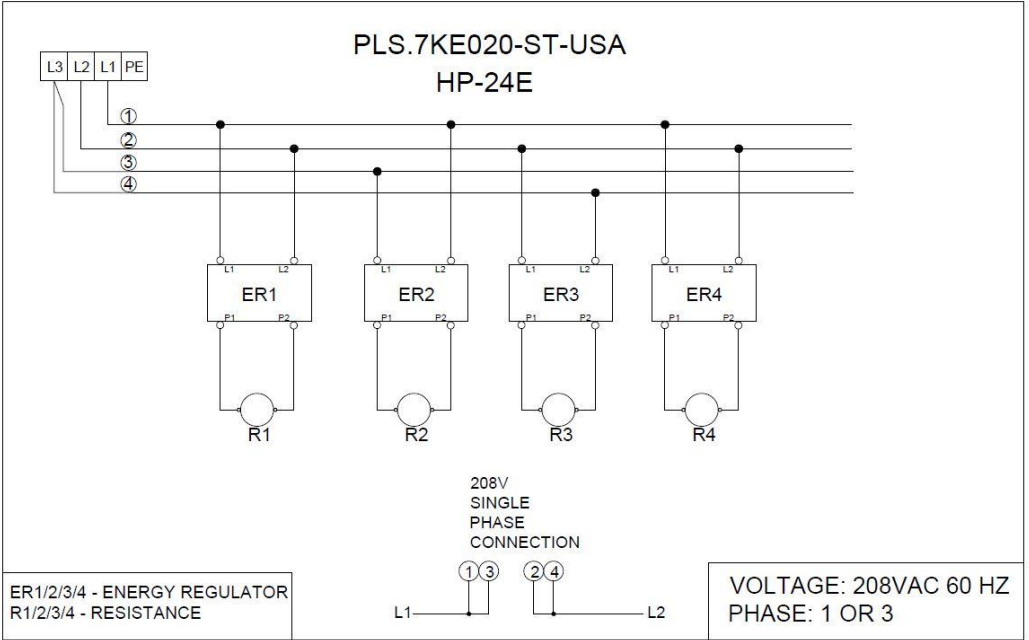 PLS.7KE020-ST-USA
HP-24E
L3 L2 L1 PE
①
②
③
④
L1 L2 L1 L2 L1 L2 L1 L2
ER1 ER2 ER3 ER4
P1 P2 P1 P2 P1 P2 P1 P2
R1 R2 R3 R4
208V
SINGLE
PHASE
CONNECTION
① ③ ② ④
L1 L2
ER1/2/3/4 - ENERGY REGULATOR
R1/2/3/4 - RESISTANCE
VOLTAGE: 208VAC 60 HZ
PHASE: 1 OR 3